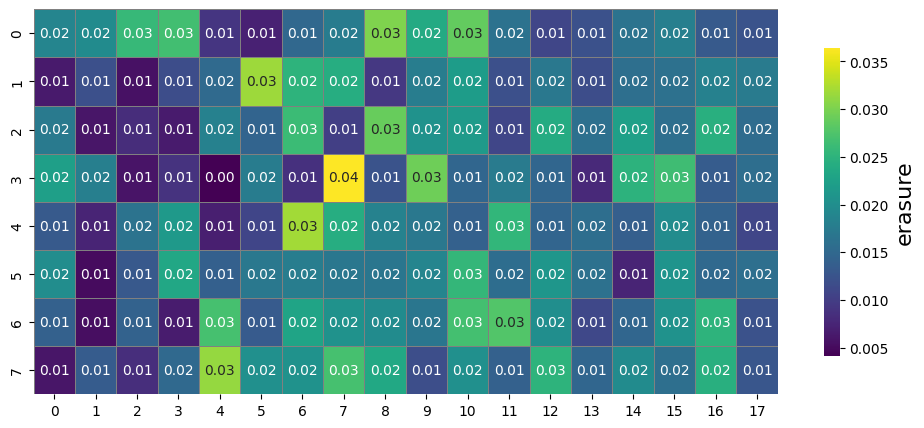 0 0.02 0.02 0.03 0.03 0.01 0.01 0.01 0.02 0.03 0.02 0.03 0.02 0.01 0.01 0.02 0.02 0.01 0.01
1 0.01 0.01 0.01 0.01 0.02 0.03 0.02 0.02 0.01 0.02 0.02 0.01 0.02 0.01 0.02 0.02 0.02 0.02
2 0.02 0.01 0.01 0.01 0.02 0.01 0.03 0.01 0.03 0.02 0.02 0.01 0.02 0.02 0.02 0.02 0.02 0.02
3 0.02 0.02 0.01 0.01 0.00 0.02 0.01 0.04 0.01 0.03 0.01 0.02 0.01 0.01 0.02 0.03 0.01 0.02
4 0.01 0.01 0.02 0.02 0.01 0.01 0.03 0.02 0.02 0.02 0.01 0.03 0.02 0.01 0.01 0.02 0.01 0.01
5 0.02 0.01 0.01 0.02 0.01 0.02 0.02 0.02 0.02 0.02 0.03 0.02 0.02 0.02 0.01 0.02 0.02 0.02
6 0.01 0.01 0.01 0.01 0.03 0.01 0.02 0.02 0.02 0.02 0.03 0.03 0.02 0.01 0.01 0.02 0.03 0.01
7 0.01 0.01 0.01 0.02 0.03 0.02 0.02 0.03 0.02 0.01 0.02 0.01 0.03 0.01 0.02 0.02 0.02 0.01
0 1 2 3 4 5 6 7 8 9 10 11 12 13 14 15 16 17
0.035
0.030
0.025
0.020
0.015
0.010
0.005
erasure